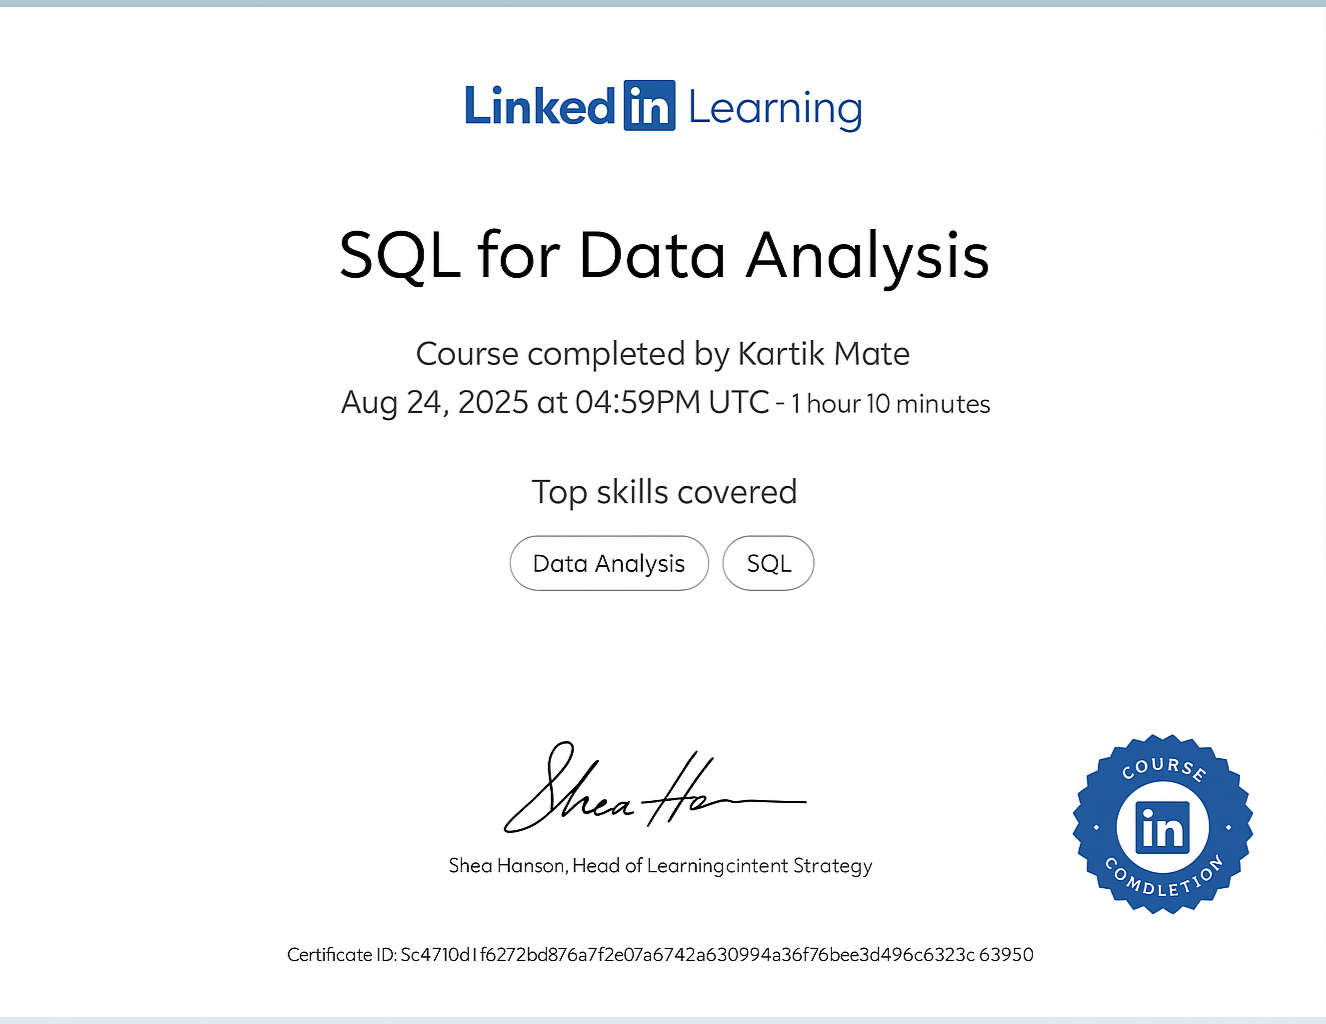 Linked in Learning
SQL for Data Analysis
Course completed by Kartik Mate
Aug 24, 2025 at 04:59PM UTC - 1 hour 10 minutes
Top skills covered
Data Analysis
SQL
Shea Hanson
Shea Hanson, Head of Learningcintent Strategy
COURSE
in
COMDLETION
Certificate ID: Sc4710d1f6272bd876a7f2e07a6742a630994a36f76bee3d496c6323c 63950